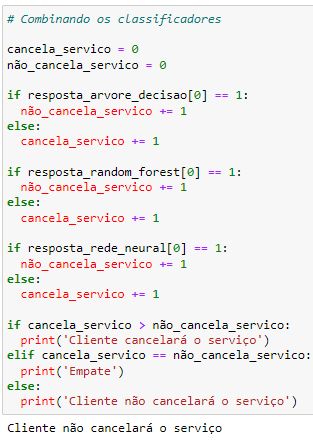 # Combinando os classificadores
cancela_servico = 0
não_cancela_servico = 0
if resposta_arvore_decisao[0] == 1:
  não_cancela_servico += 1
else:
  cancela_servico += 1
if resposta_random_forest[0] == 1:
  não_cancela_servico += 1
else:
  cancela_servico += 1
if resposta_rede_neural[0] == 1:
  não_cancela_servico += 1
else:
  cancela_servico += 1
if cancela_servico > não_cancela_servico:
  print('Cliente cancelará o serviço')
elif cancela_servico == não_cancela_servico:
  print('Empate')
else:
  print('Cliente não cancelará o serviço')
Cliente não cancelará o serviço